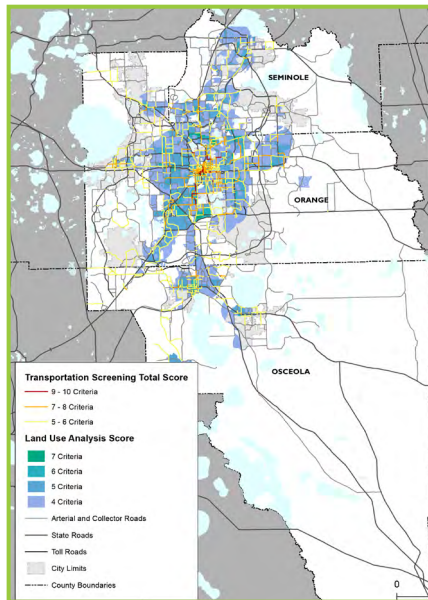 SEMINOLE
ORANGE
OSCEOLA
Transportation Screening Total Score
9 - 10 Criteria
7 - 8 Criteria
5 - 6 Criteria
Land Use Analysis Score
7 Criteria
6 Criteria
5 Criteria
4 Criteria
Arterial and Collector Roads
State Roads
Toll Roads
City Limits
County Boundaries
0